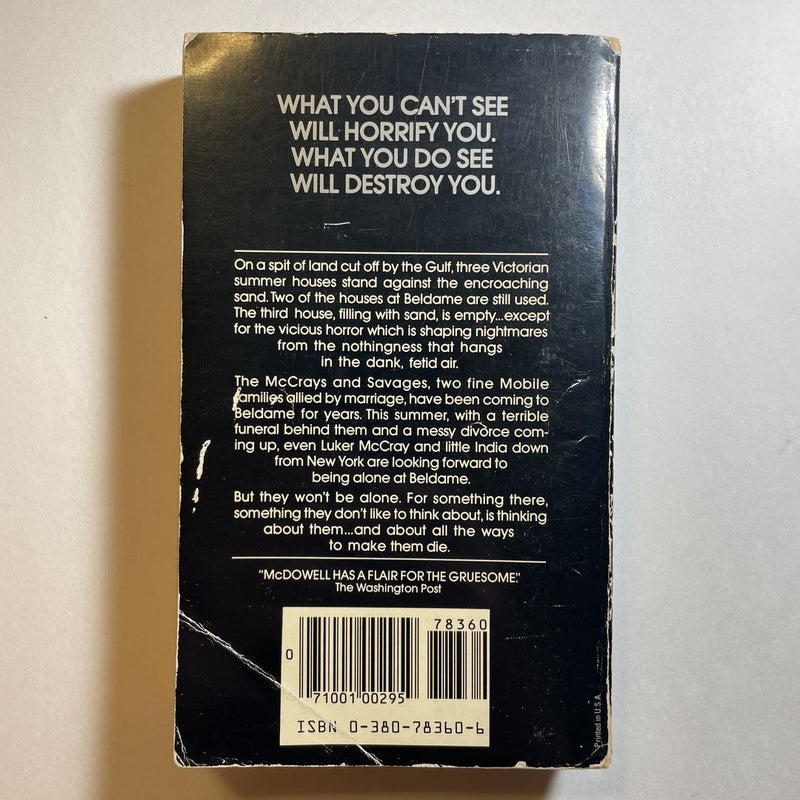 WHAT YOU CAN'T SEE
WILL HORRIFY YOU.
WHAT YOU DO SEE
WILL DESTROY YOU.
On a spit of land cut off by the Gulf, three Victorian
summer houses stand against the encroaching
sand. Two of the houses at Beldame are still used.
The third house, filling with sand, is empty...except
for the vicious horror which is shaping nightmares
from the nothingness that hangs
in the dank, fetid air.
The McCrays and Savages, two fine Mobile
families allied by marriage, have been coming to
Beldame for years. This summer, with a terrible
funeral behind them and a messy divorce com-
ing up, even Luker McCray and little India down
from New York are looking forward to
being alone at Beldame.
But they won't be alone. For something there,
something they don't like to think about, is thinking
about them...and about all the ways
to make them die.
"McDOWELL HAS A FLAIR FOR THE GRUESOME."
The Washington Post
78360
0
71001 00295
ISBN 0-380-78360-6
Printed in U.S.A.